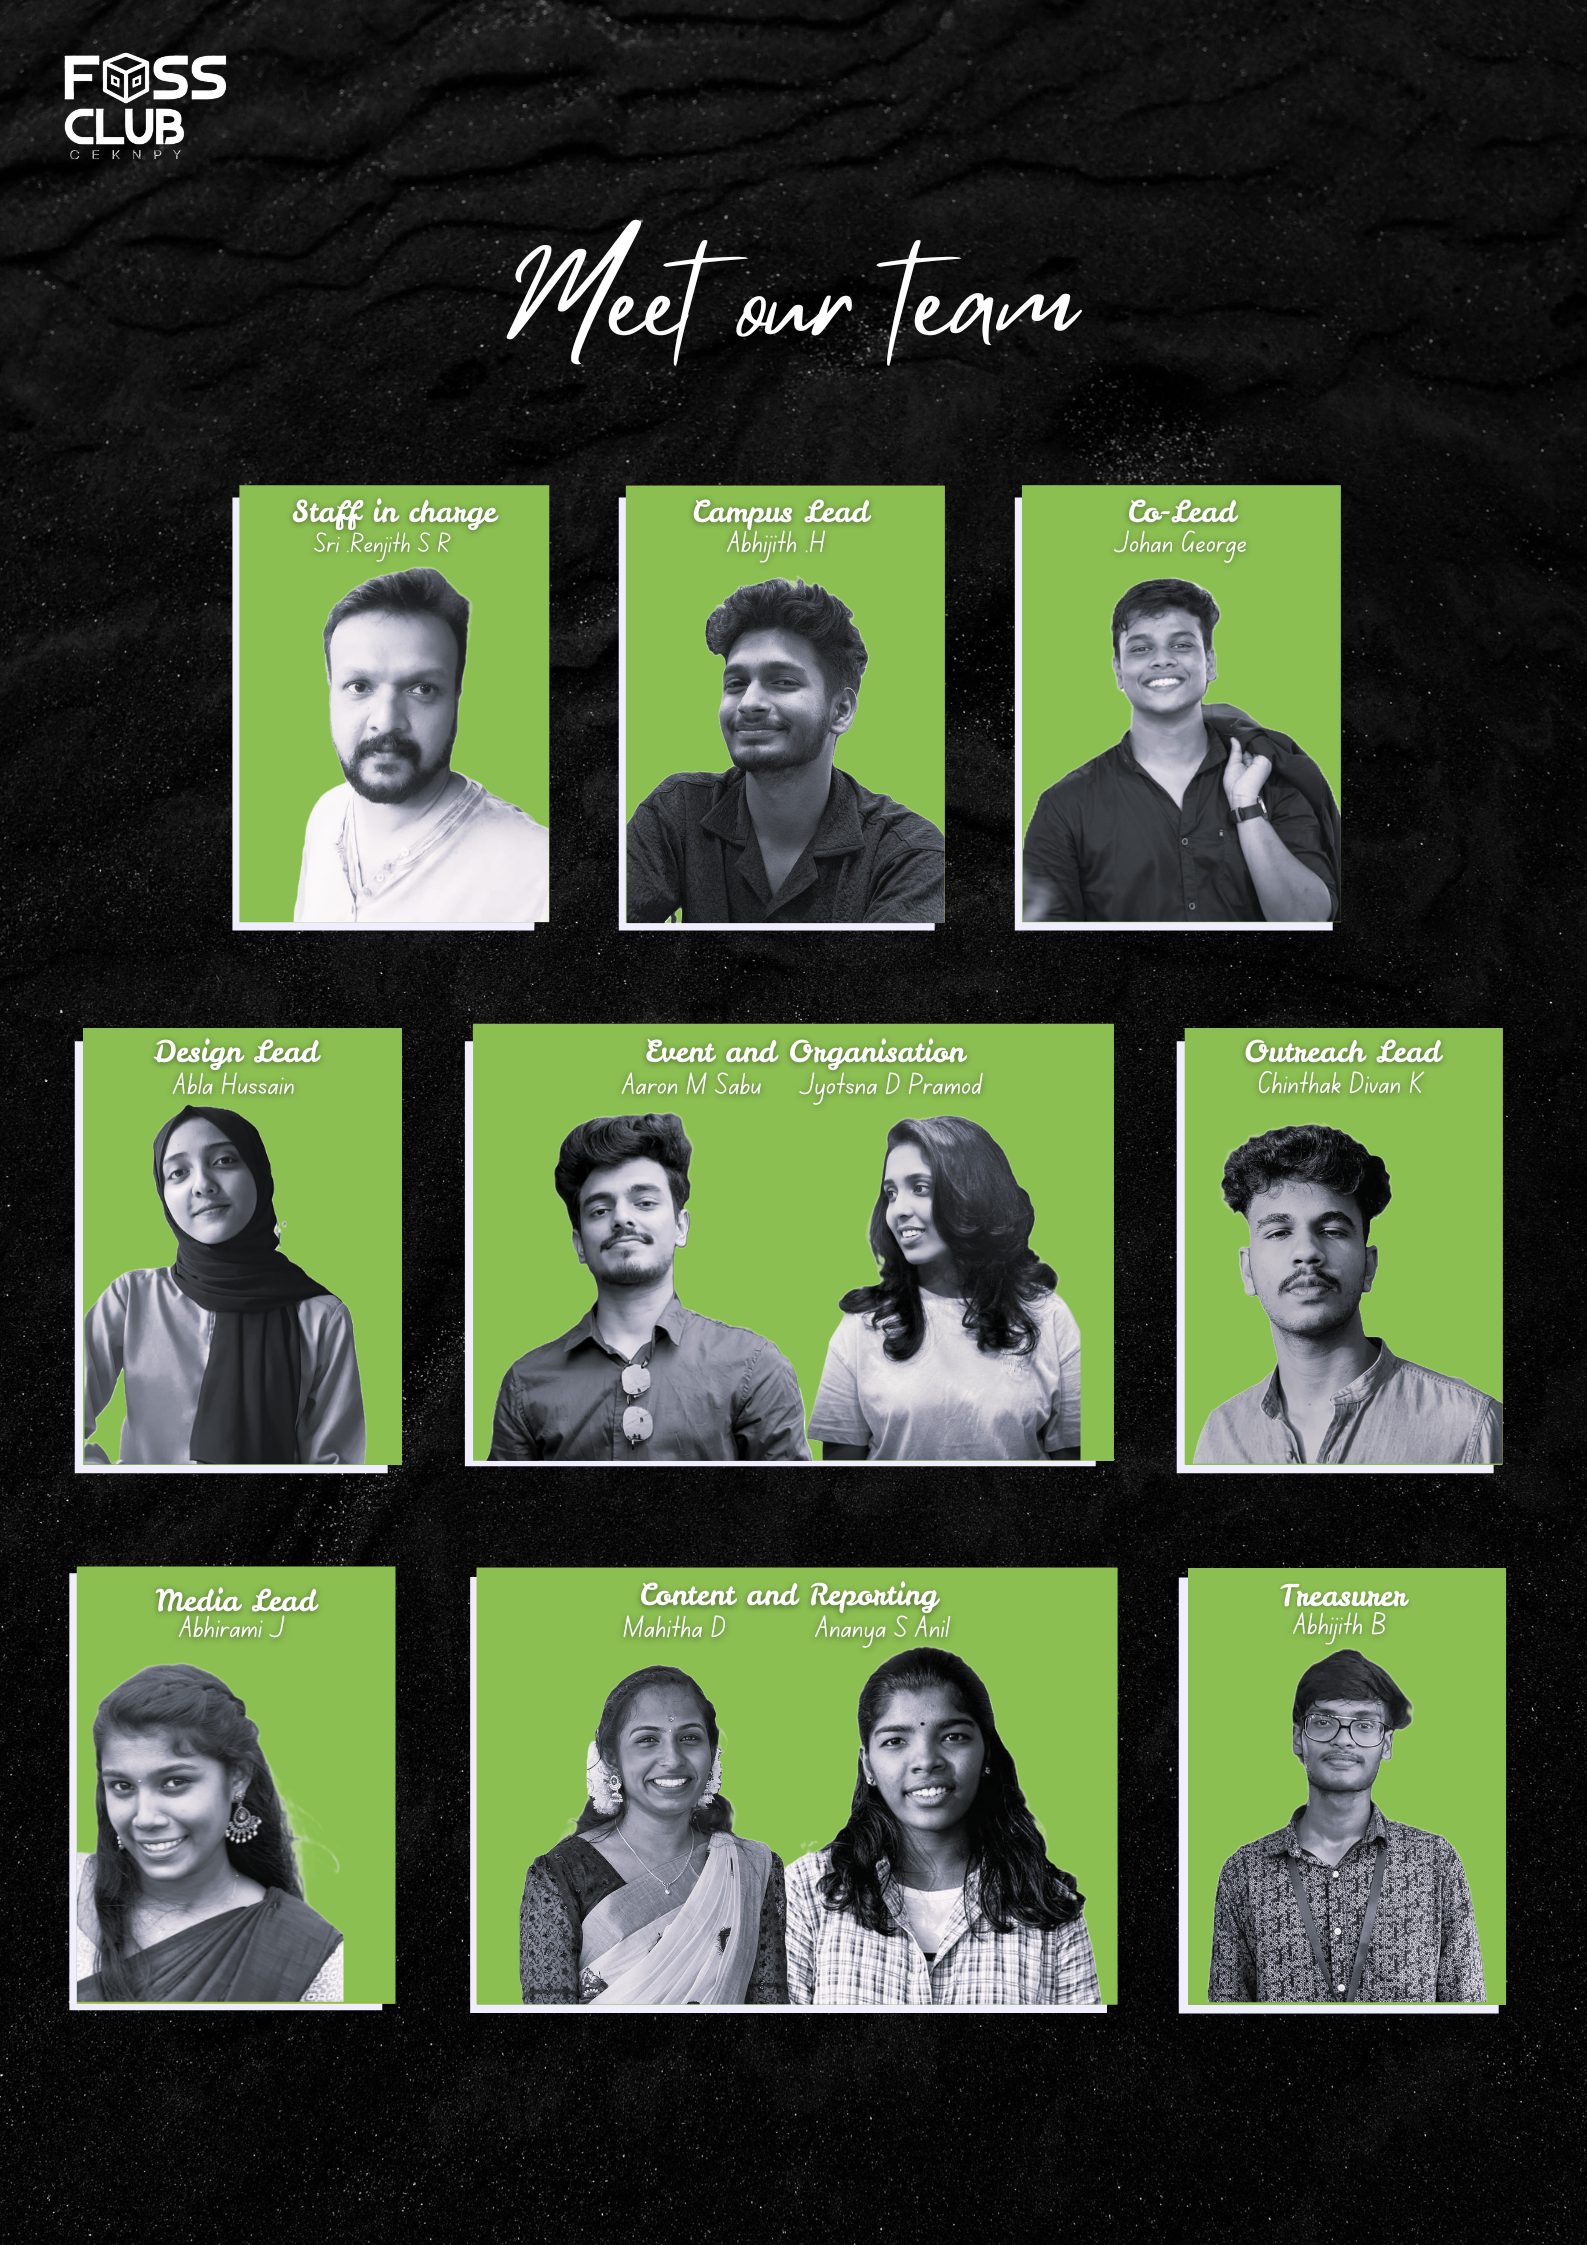 FOSS
CLUB
CEKNPY
Meet our team
Staff in charge
Sri .Renjith S R
Campus Lead
Abhijith .H
Co-Lead
Johan George
Design Lead
Abla Hussain
Event and Organisation
Aaron M Sabu Jyotsna D Pramod
Outreach Lead
Chinthak Divan K
Media Lead
Abhirami J
Content and Reporting
Mahitha D Ananya S Anil
Treasurer
Abhijith B